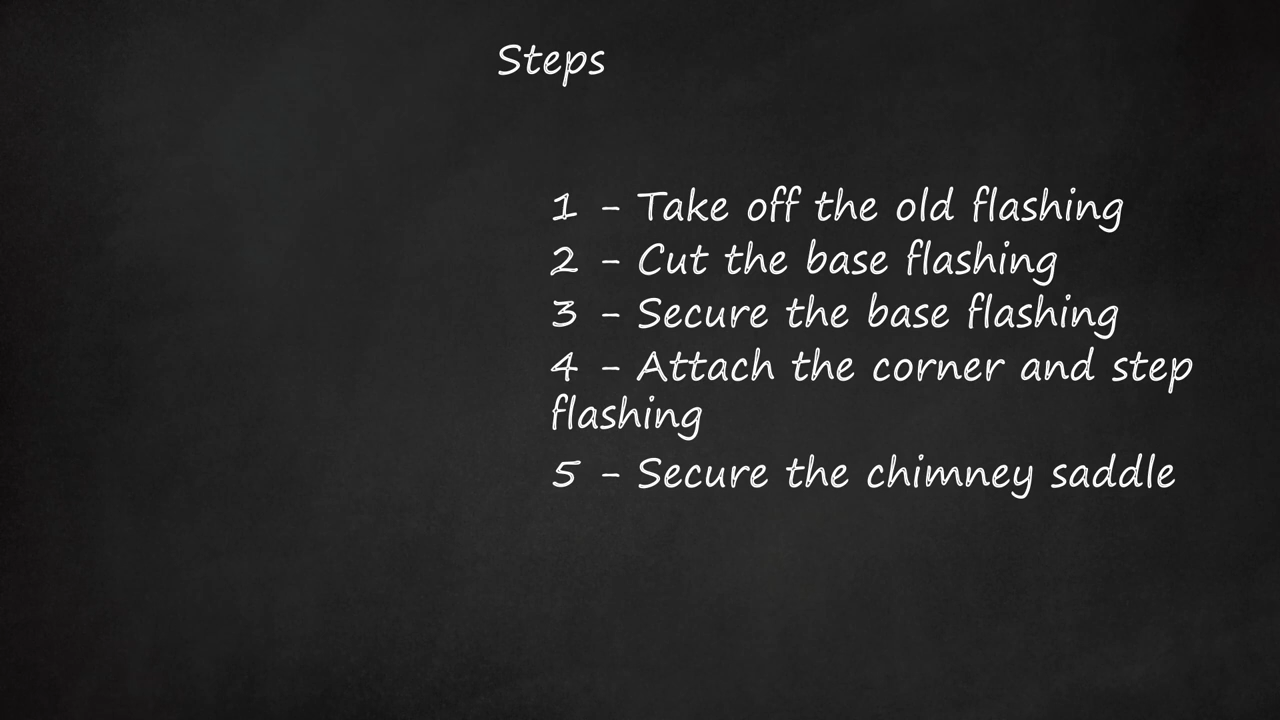 Steps
1 - Take off the old flashing
2 - Cut the base flashing
3 - Secure the base flashing
4 - Attach the corner and step
flashing
5 - Secure the chimney saddle